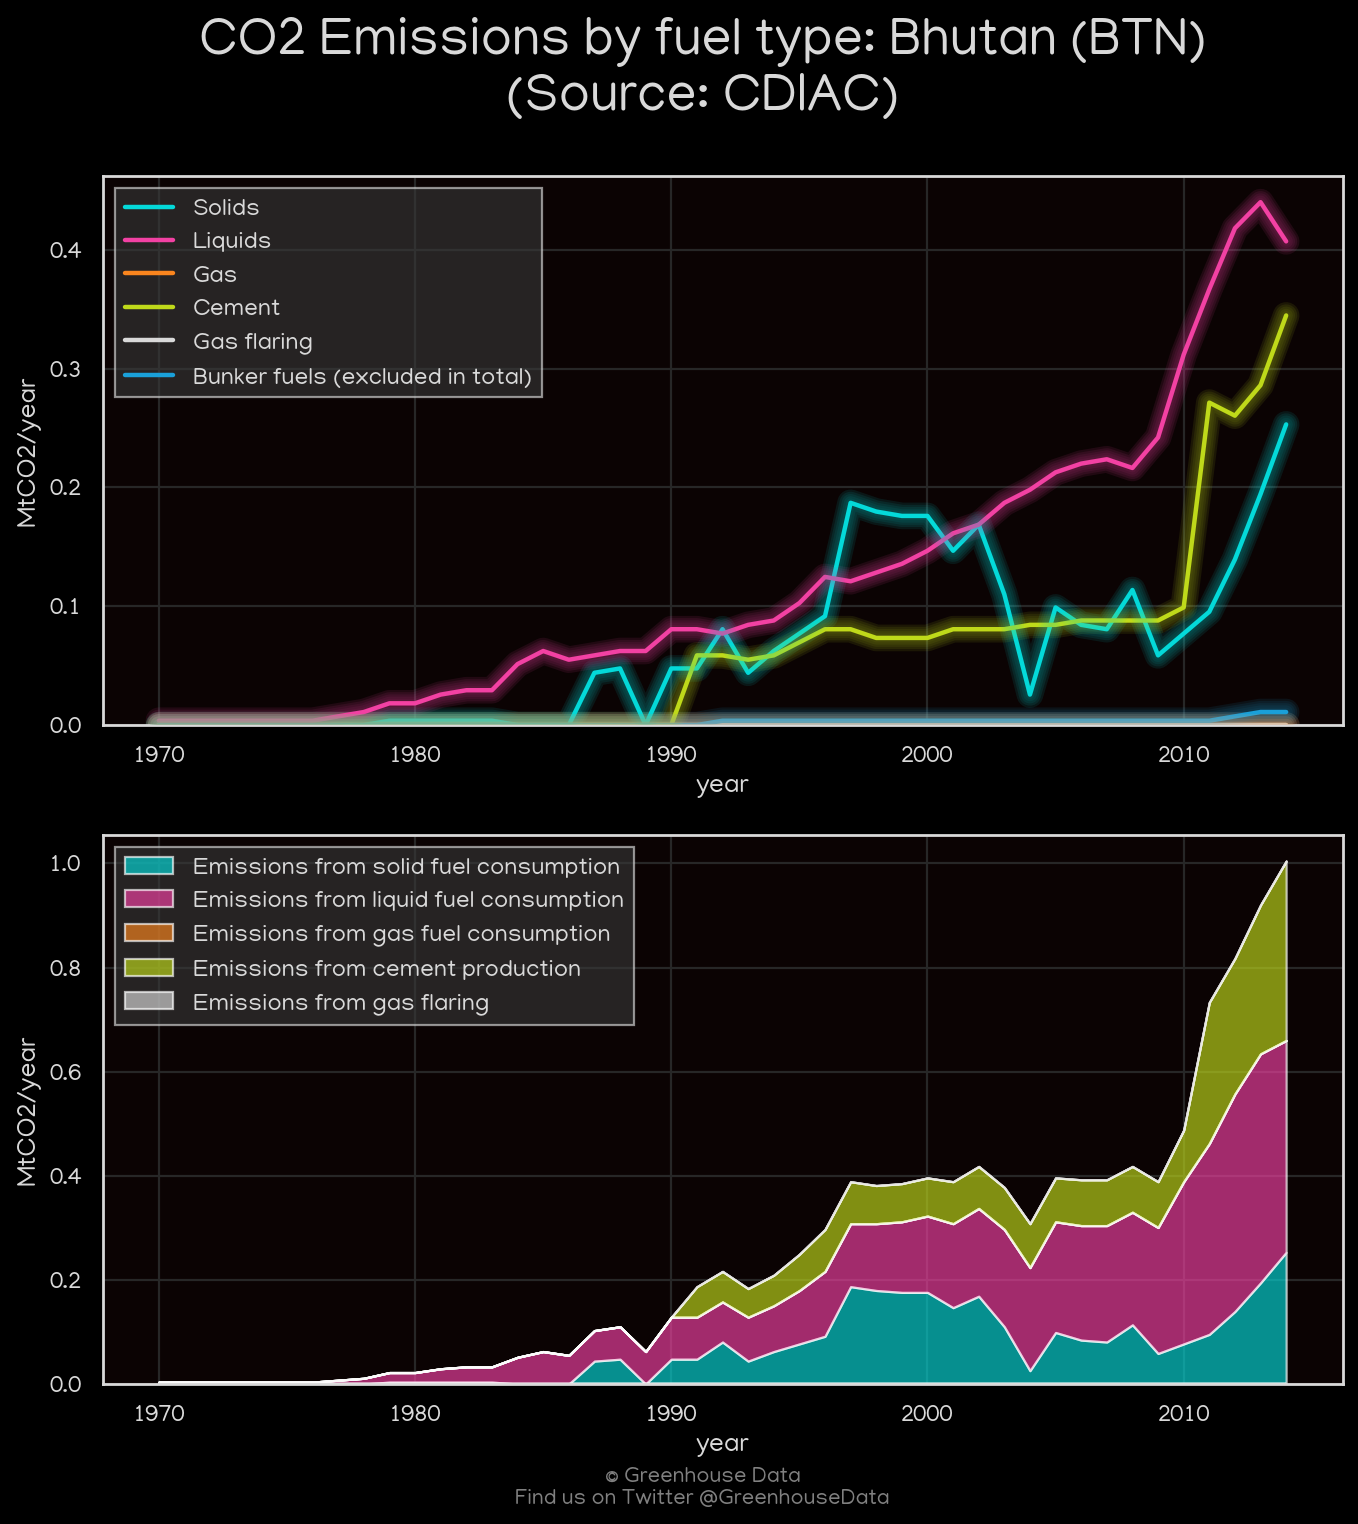 CO2 Emissions by fuel type: Bhutan (BTN)
(Source: CDIAC)
Solids
Liquids
Gas
Cement
Gas flaring
Bunker fuels (excluded in total)
MtCO2/year
0.4
0.3
0.2
0.1
0.0
1970 1980 1990 2000 2010
year
Emissions from solid fuel consumption
Emissions from liquid fuel consumption
Emissions from gas fuel consumption
Emissions from cement production
Emissions from gas flaring
MtCO2/year
1.0
0.8
0.6
0.4
0.2
0.0
1970 1980 1990 2000 2010
year
© Greenhouse Data
Find us on Twitter @GreenhouseData